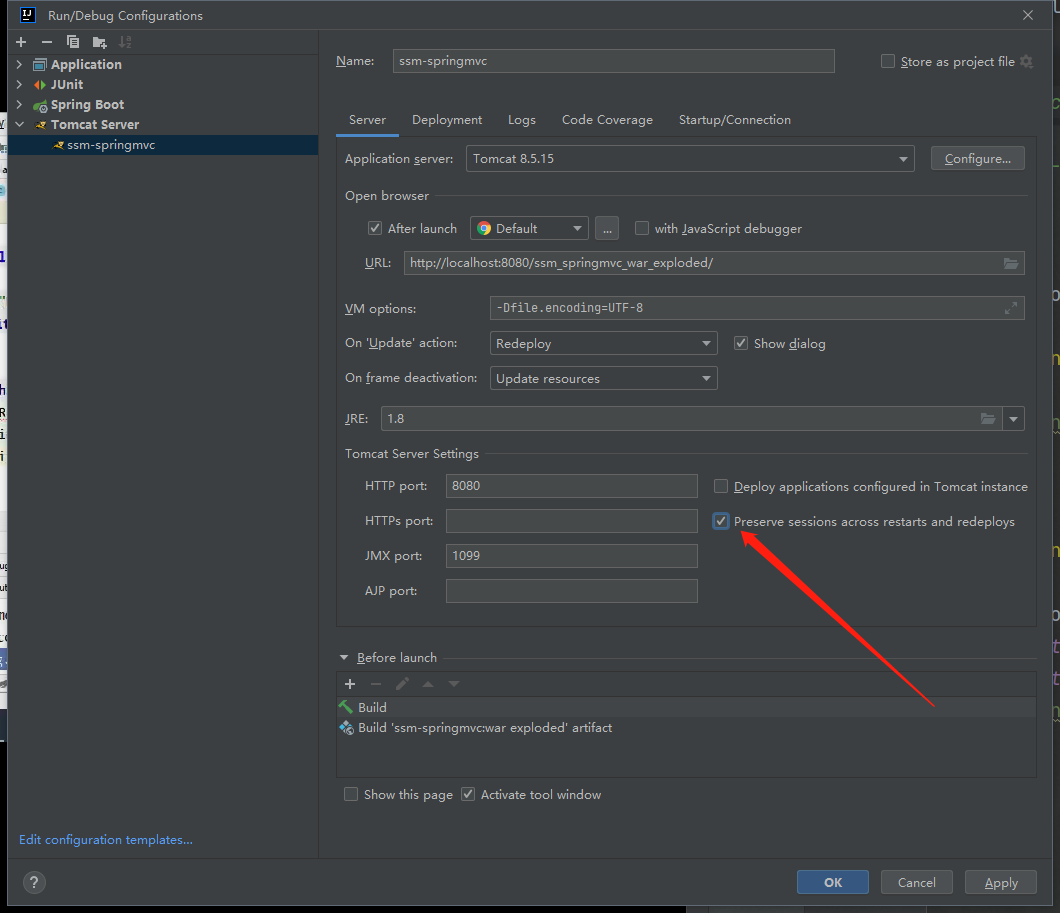 Run/Debug Configurations
Application
JUnit
Spring Boot
Tomcat Server
ssm-springmvc
Edit configuration templates...
Name: ssm-springmvc Store as project file
Server Deployment Logs Code Coverage Startup/Connection
Application server: Tomcat 8.5.15 Configure...
Open browser
After launch Default ... with JavaScript debugger
URL: http://localhost:8080/ssm_springmvc_war_exploded/
VM options: -Dfile.encoding=UTF-8
On 'Update' action: Redeploy Show dialog
On frame deactivation: Update resources
JRE: 1.8
Tomcat Server Settings
HTTP port: 8080 Deploy applications configured in Tomcat instance
HTTPs port: Preserve sessions across restarts and redeploys
JMX port: 1099
AJP port:
Before launch
Build
Build 'ssm-springmvc:war exploded' artifact
Show this page Activate tool window
? OK Cancel Apply